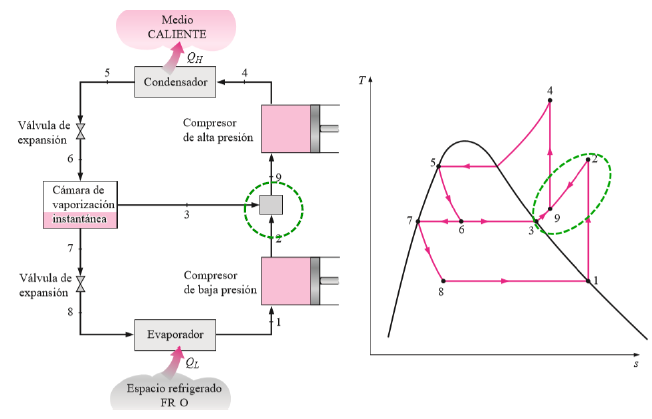 Medio
CALIENTE
Q_H
5
Condensador
4
Compresor
de alta presión
Válvula de
expansión
6
9
Cámara de
vaporización
instantánea
3
7
2
Válvula de
expansión
Compresor
de baja presión
8
1
Evaporador
Q_L
Espacio refrigerado
FR O
T
4
2
5
9
7
6
3
8
1
s